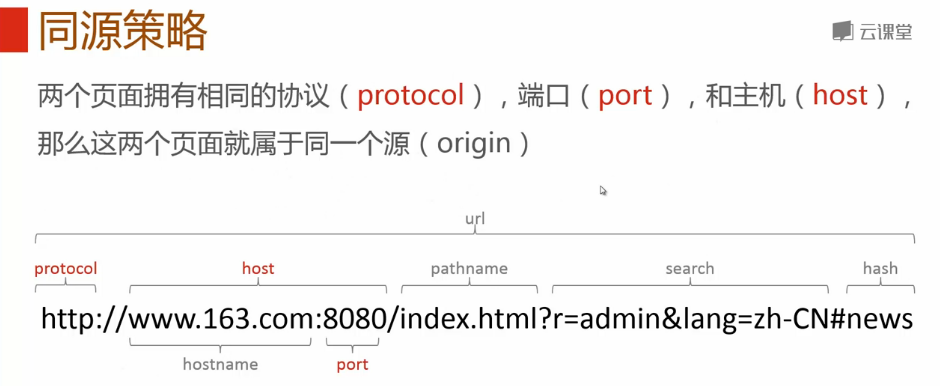 同源策略
云课堂
两个页面拥有相同的协议（protocol），端口（port），和主机（host），
那么这两个页面就属于同一个源（origin）
url
protocol host pathname search hash
http://www.163.com:8080/index.html?r=admin&lang=zh-CN#news
hostname port